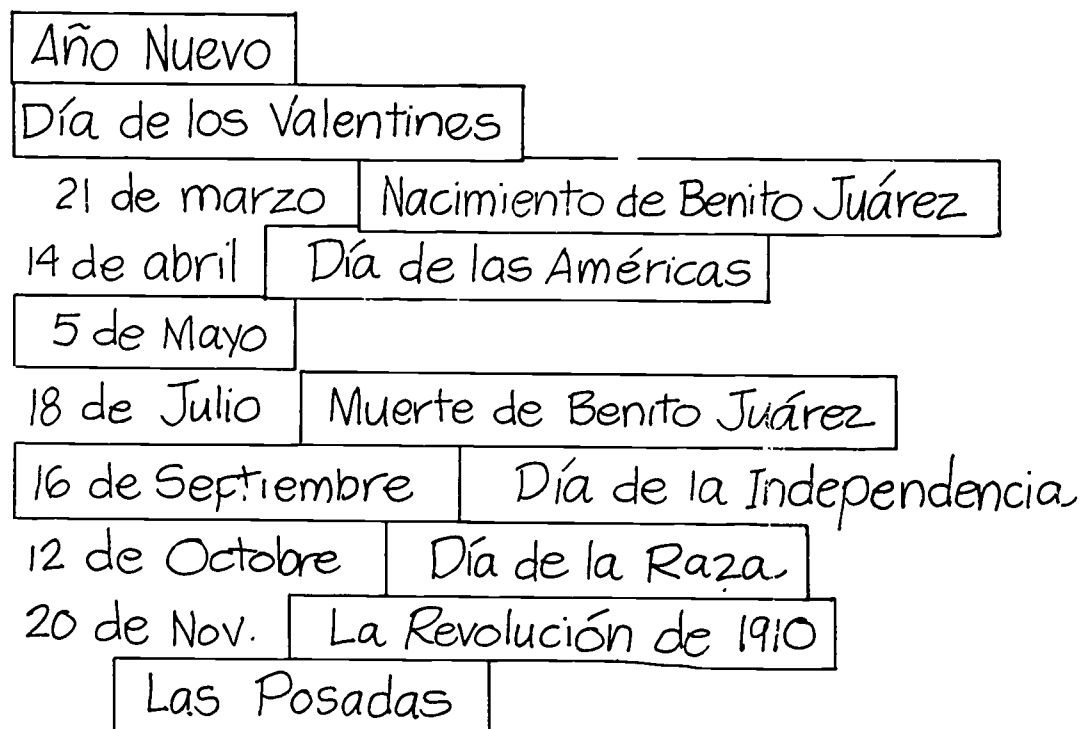 Año Nuevo
Día de los Valentines
21 de marzo Nacimiento de Benito Juárez
14 de abril Día de las Américas
5 de Mayo
18 de Julio Muerte de Benito Juárez
16 de Septiembre Día de la Independencia
12 de Octobre Día de la Raza
20 de Nov. La Revolución de 1910
Las Posadas